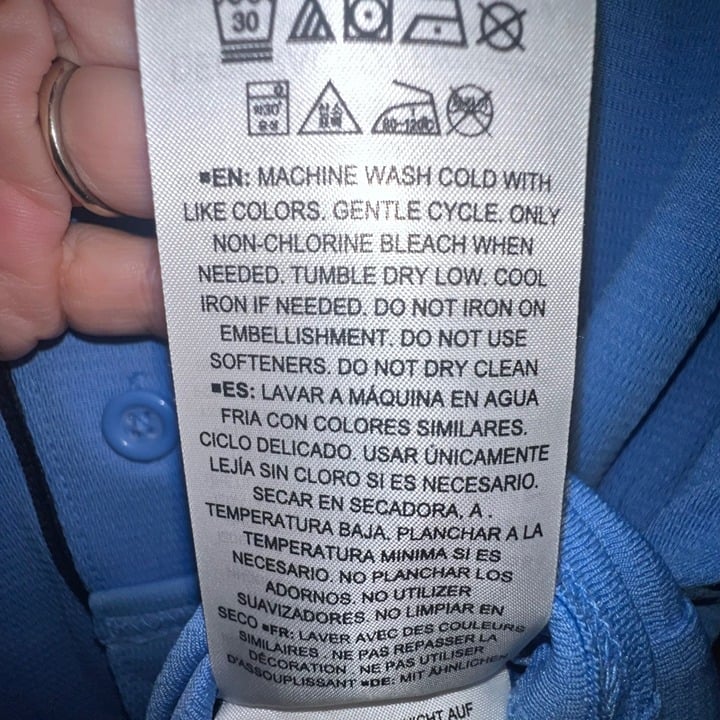 30
80-120°C
■EN: MACHINE WASH COLD WITH
LIKE COLORS. GENTLE CYCLE. ONLY
NON-CHLORINE BLEACH WHEN
NEEDED. TUMBLE DRY LOW. COOL
IRON IF NEEDED. DO NOT IRON ON
EMBELLISHMENT. DO NOT USE
SOFTENERS. DO NOT DRY CLEAN
■ES: LAVAR A MÁQUINA EN AGUA
FRIA CON COLORES SIMILARES.
CICLO DELICADO. USAR ÚNICAMENTE
LEJÍA SIN CLORO SI ES NECESARIO.
SECAR EN SECADORA, A .
TEMPERATURA BAJA. PLANCHAR A LA
TEMPERATURA MINIMA SI ES
NECESARIO. NO PLANCHAR LOS
ADORNOS. NO UTILIZER
SUAVIZADORES. NO LIMPIAR EN
SECO ■FR: LAVER AVEC DES COULEURS
SIMILAIRES . NE PAS REPASSER LA
DÉCORATION . NE PAS UTILISER
D'ASSOUPLISSANT ■DE: MIT ÄHNLICHEN
NICHT AUF